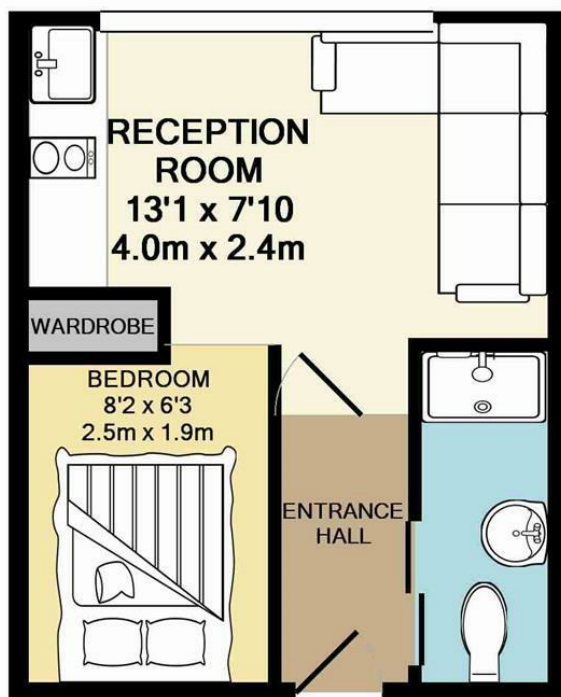 RECEPTION
ROOM
13'1 x 7'10
4.0m x 2.4m
WARDROBE
BEDROOM
8'2 x 6'3
2.5m x 1.9m
ENTRANCE
HALL